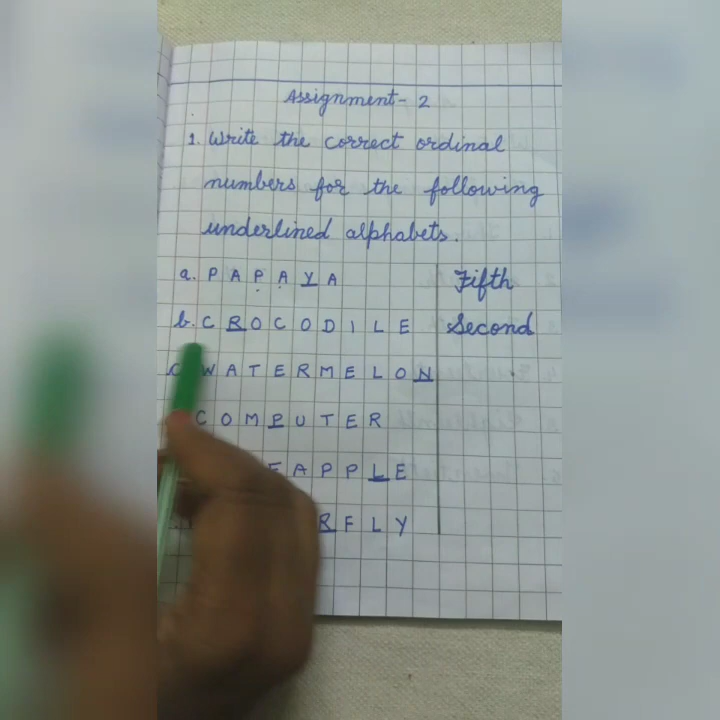 Assignment - 2
1. Write the correct ordinal
numbers for the following
underlined alphabets.
a. P A P A Y A Fifth
b. C R O C O D I L E Second
W A T E R M E L O N
C O M P U T E R
E A P P L E
R F L Y